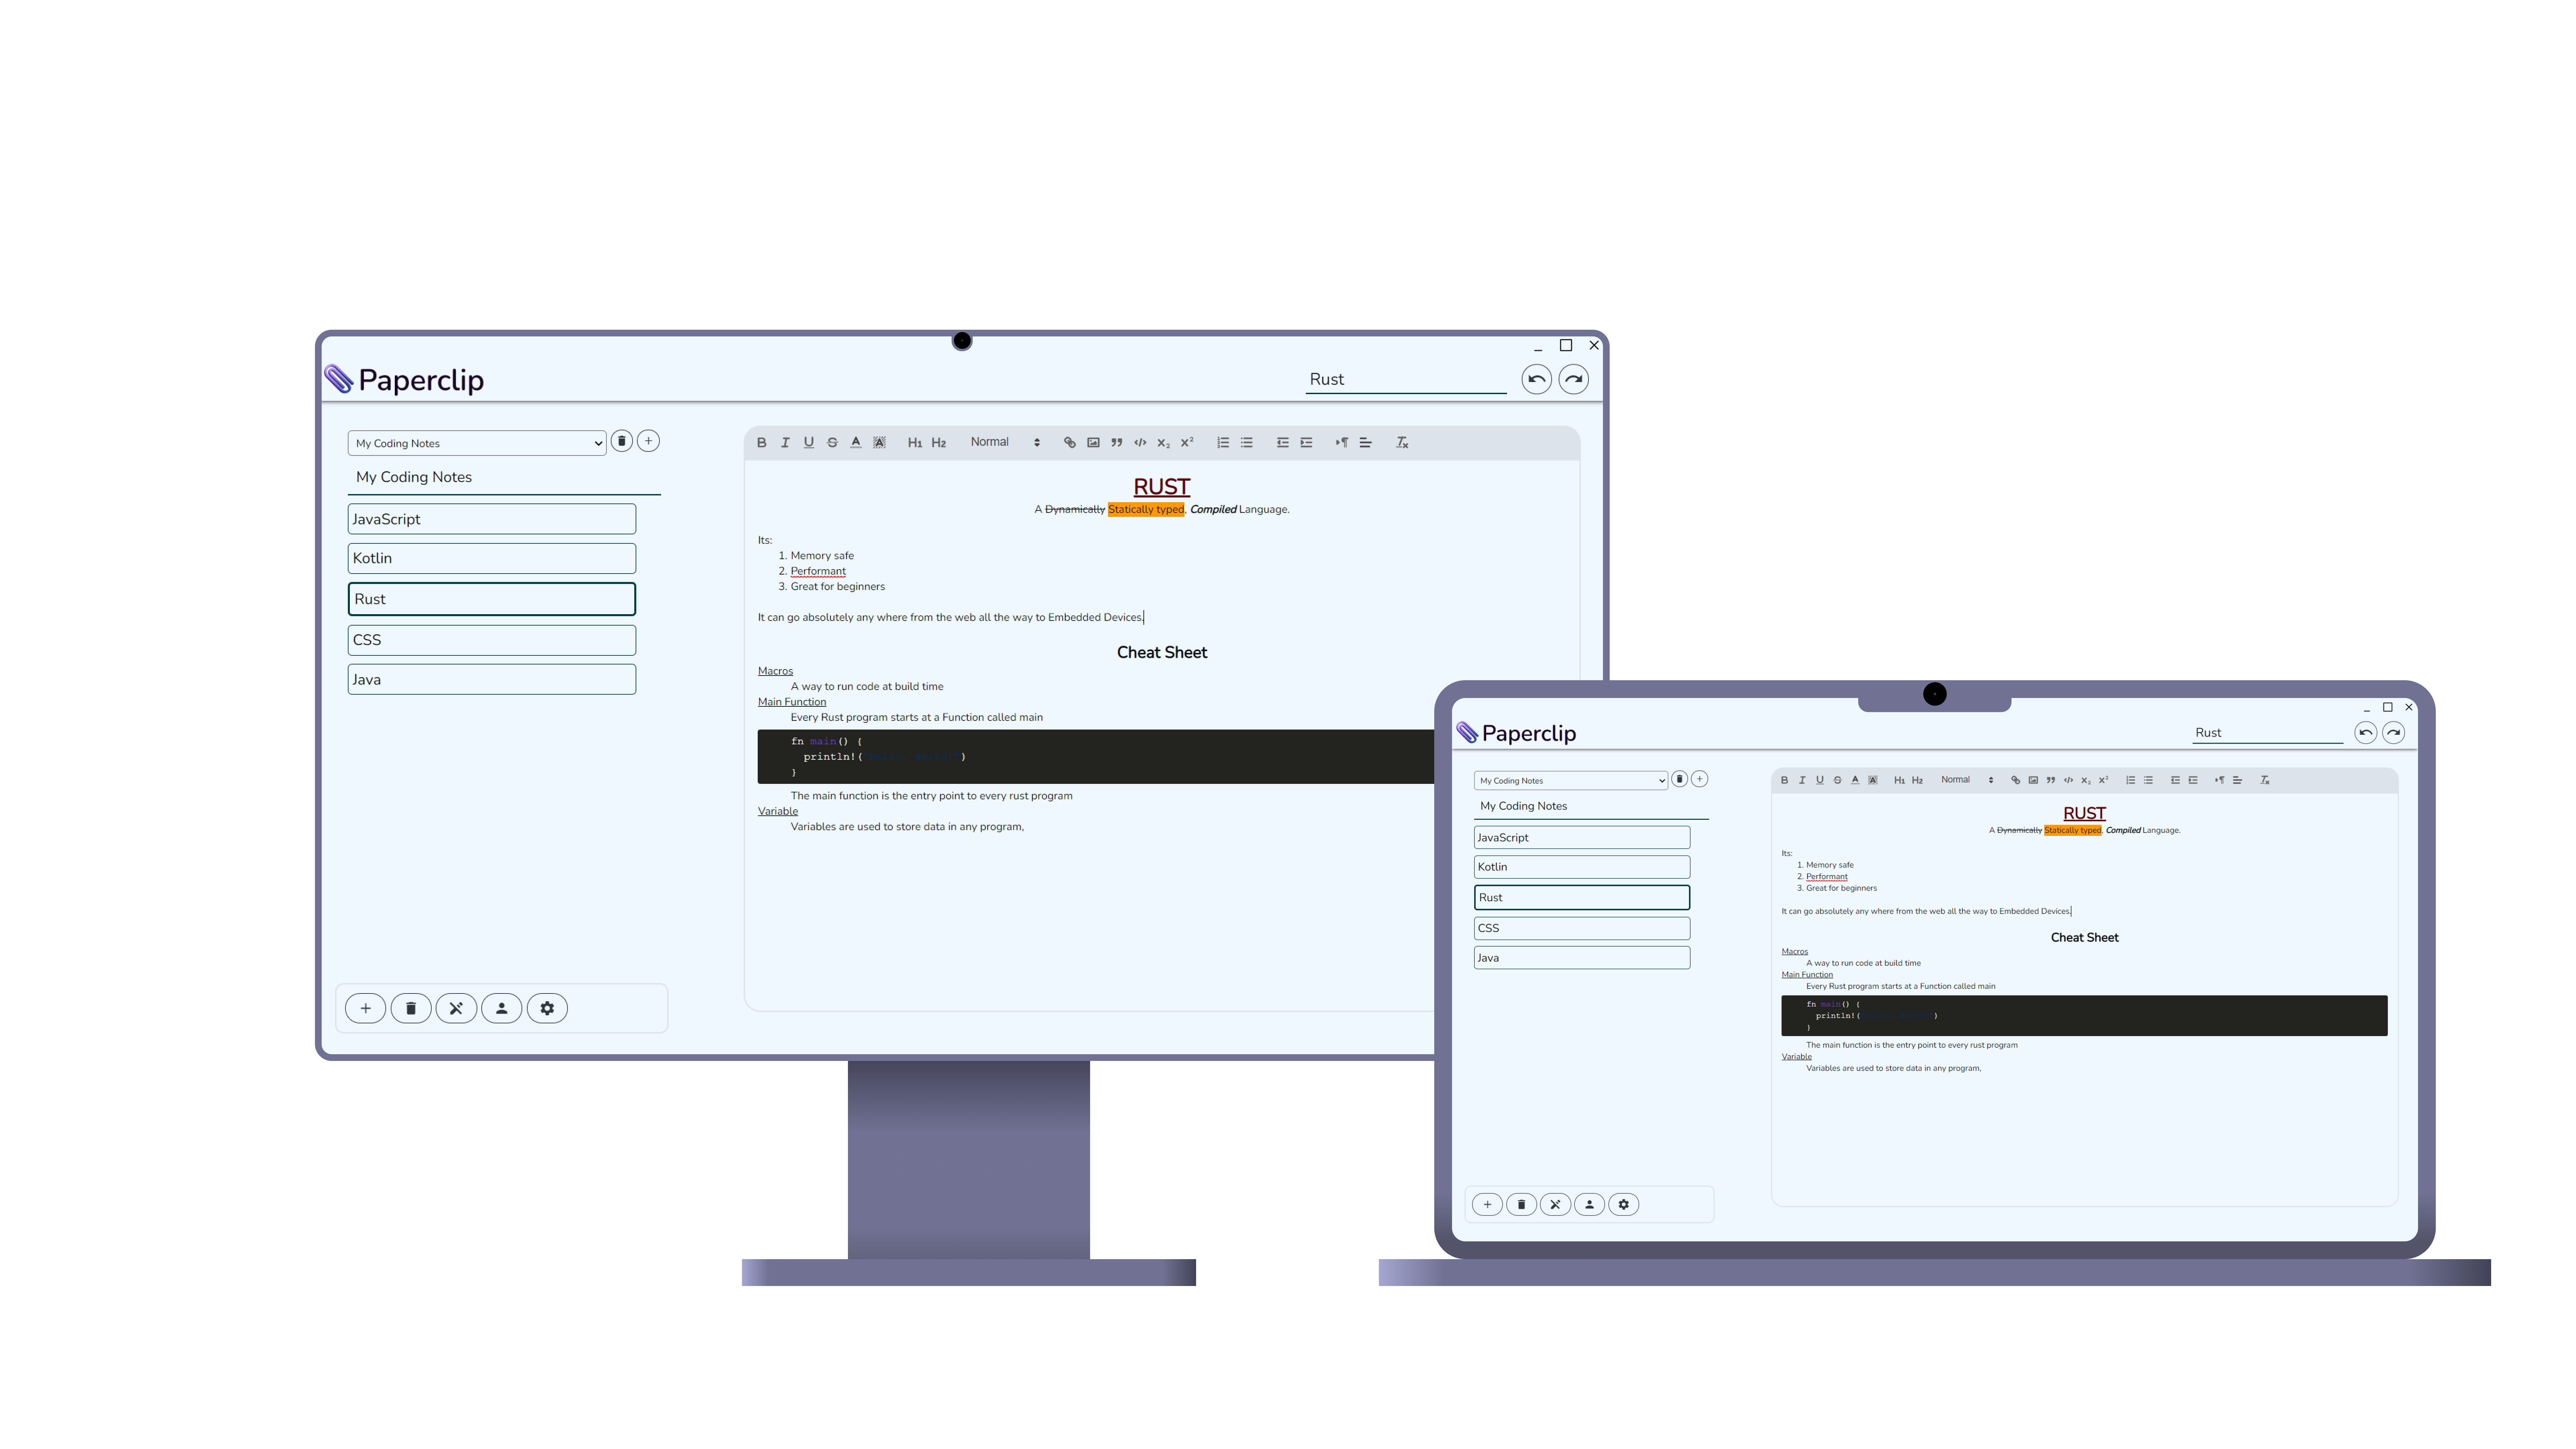 Paperclip
Rust
My Coding Notes
My Coding Notes
JavaScript
Kotlin
Rust
CSS
Java
B I U S A A H1 H2 Normal X2 X2
RUST
A Dynamically Statically typed, Compiled Language.
Its:
1. Memory safe
2. Performant
3. Great for beginners
It can go absolutely any where from the web all the way to Embedded Devices.
Cheat Sheet
Macros
A way to run code at build time
Main Function
Every Rust program starts at a Function called main
fn main() {
println!( )
}
The main function is the entry point to every rust program
Variable
Variables are used to store data in any program,
Paperclip
Rust
My Coding Notes
My Coding Notes
JavaScript
Kotlin
Rust
CSS
Java
B I U S A A H1 H2 Normal X2 X2
RUST
A Dynamically Statically typed, Compiled Language.
Its:
1. Memory safe
2. Performant
3. Great for beginners
It can go absolutely any where from the web all the way to Embedded Devices.
Cheat Sheet
Macros
A way to run code at build time
Main Function
Every Rust program starts at a Function called main
fn main() {
println!( )
}
The main function is the entry point to every rust program
Variable
Variables are used to store data in any program,